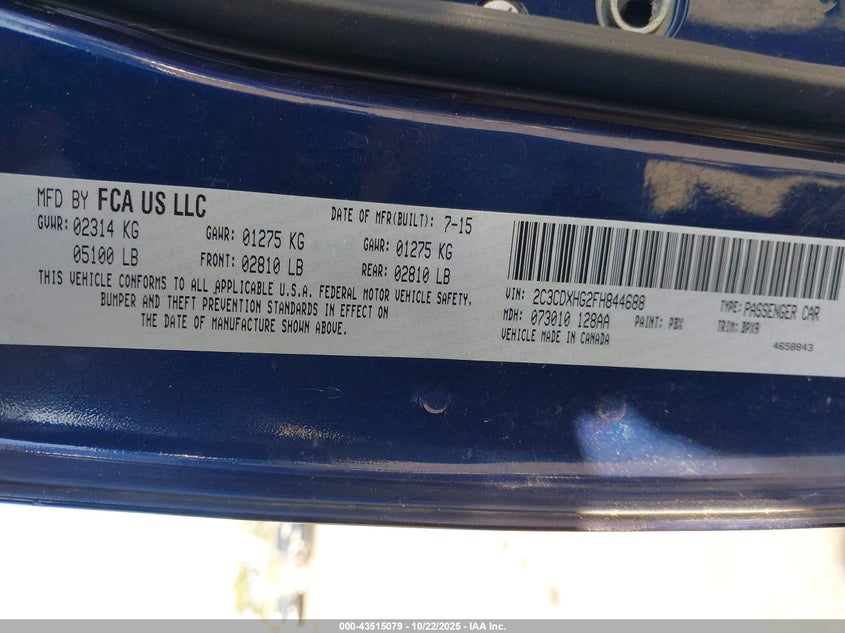 MFD BY FCA US LLC
DATE OF MFR(BUILT): 7-15
GVWR: 02314 KG
GAWR: 01275 KG
GAWR: 01275 KG
05100 LB
FRONT: 02810 LB
REAR: 02810 LB
THIS VEHICLE CONFORMS TO ALL APPLICABLE U.S.A. FEDERAL MOTOR VEHICLE SAFETY,
BUMPER AND THEFT PREVENTION STANDARDS IN EFFECT ON
THE DATE OF MANUFACTURE SHOWN ABOVE.
VIN: 2C3CDXHG2FH844688
TYPE: PASSENGER CAR
MDH: 073010 128AA
PAINT: PBX
TRIM: BPX9
VEHICLE MADE IN CANADA
4658843
000-43515079 - 10/22/2025 - IAA Inc.